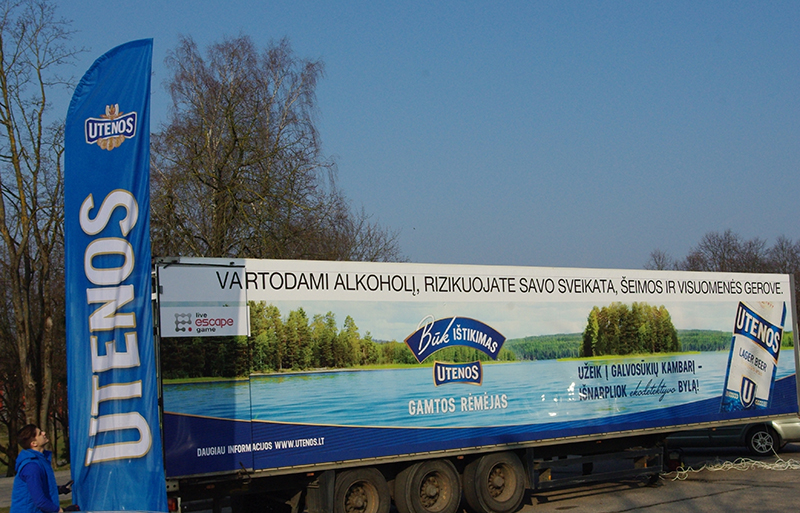 UTENOS
UTENOS
VARTODAMI ALKOHOLĮ, RIZIKUOJATE SAVO SVEIKATA, ŠEIMOS IR VISUOMENĖS GEROVE.
live
escape
game
Būk IŠTIKIMAS
UTENOS
GAMTOS RĖMĖJAS
UŽEIK Į GALVOSŪKIŲ KAMBARĮ –
IŠNARPLIOK ekodetektyvo BYLĄ!
UTENOS
LAGER BEER
U
DAUGIAU INFORMACIJOS WWW.UTENOS.LT